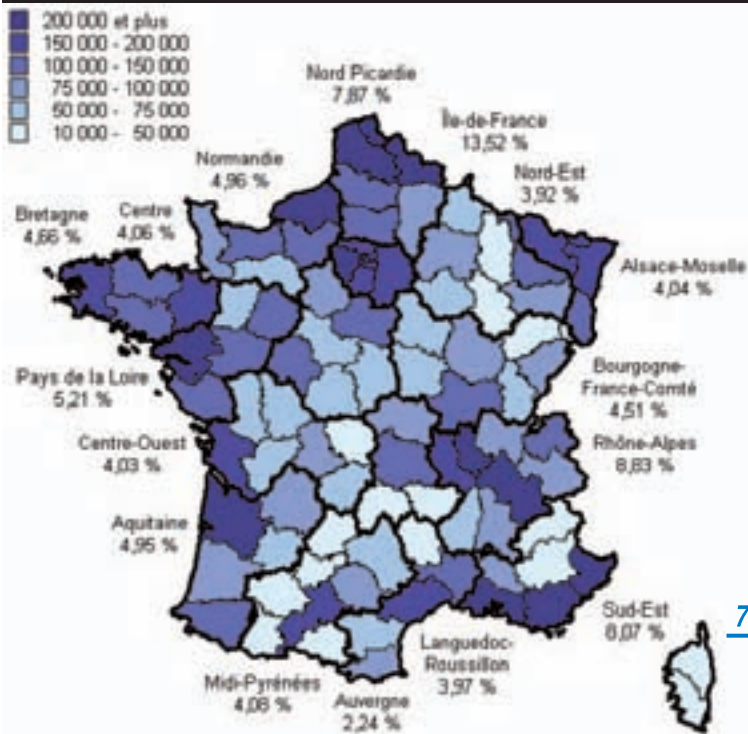 200 000 et plus
150 000 - 200 000
100 000 - 150 000
75 000 - 100 000
50 000 - 75 000
10 000 - 50 000
Nord Picardie
7,87 %
Île-de-France
13,52 %
Normandie
4,96 %
Nord-Est
3,92 %
Bretagne
4,66 %
Centre
4,06 %
Alsace-Moselle
4,04 %
Pays de la Loire
5,21 %
Bourgogne-
France-Comté
4,51 %
Centre-Ouest
4,03 %
Rhône-Alpes
8,83 %
Aquitaine
4,95 %
Sud-Est
8,07 %
7
Languedoc-
Roussillon
3,97 %
Midi-Pyrénées
4,08 %
Auvergne
2,24 %